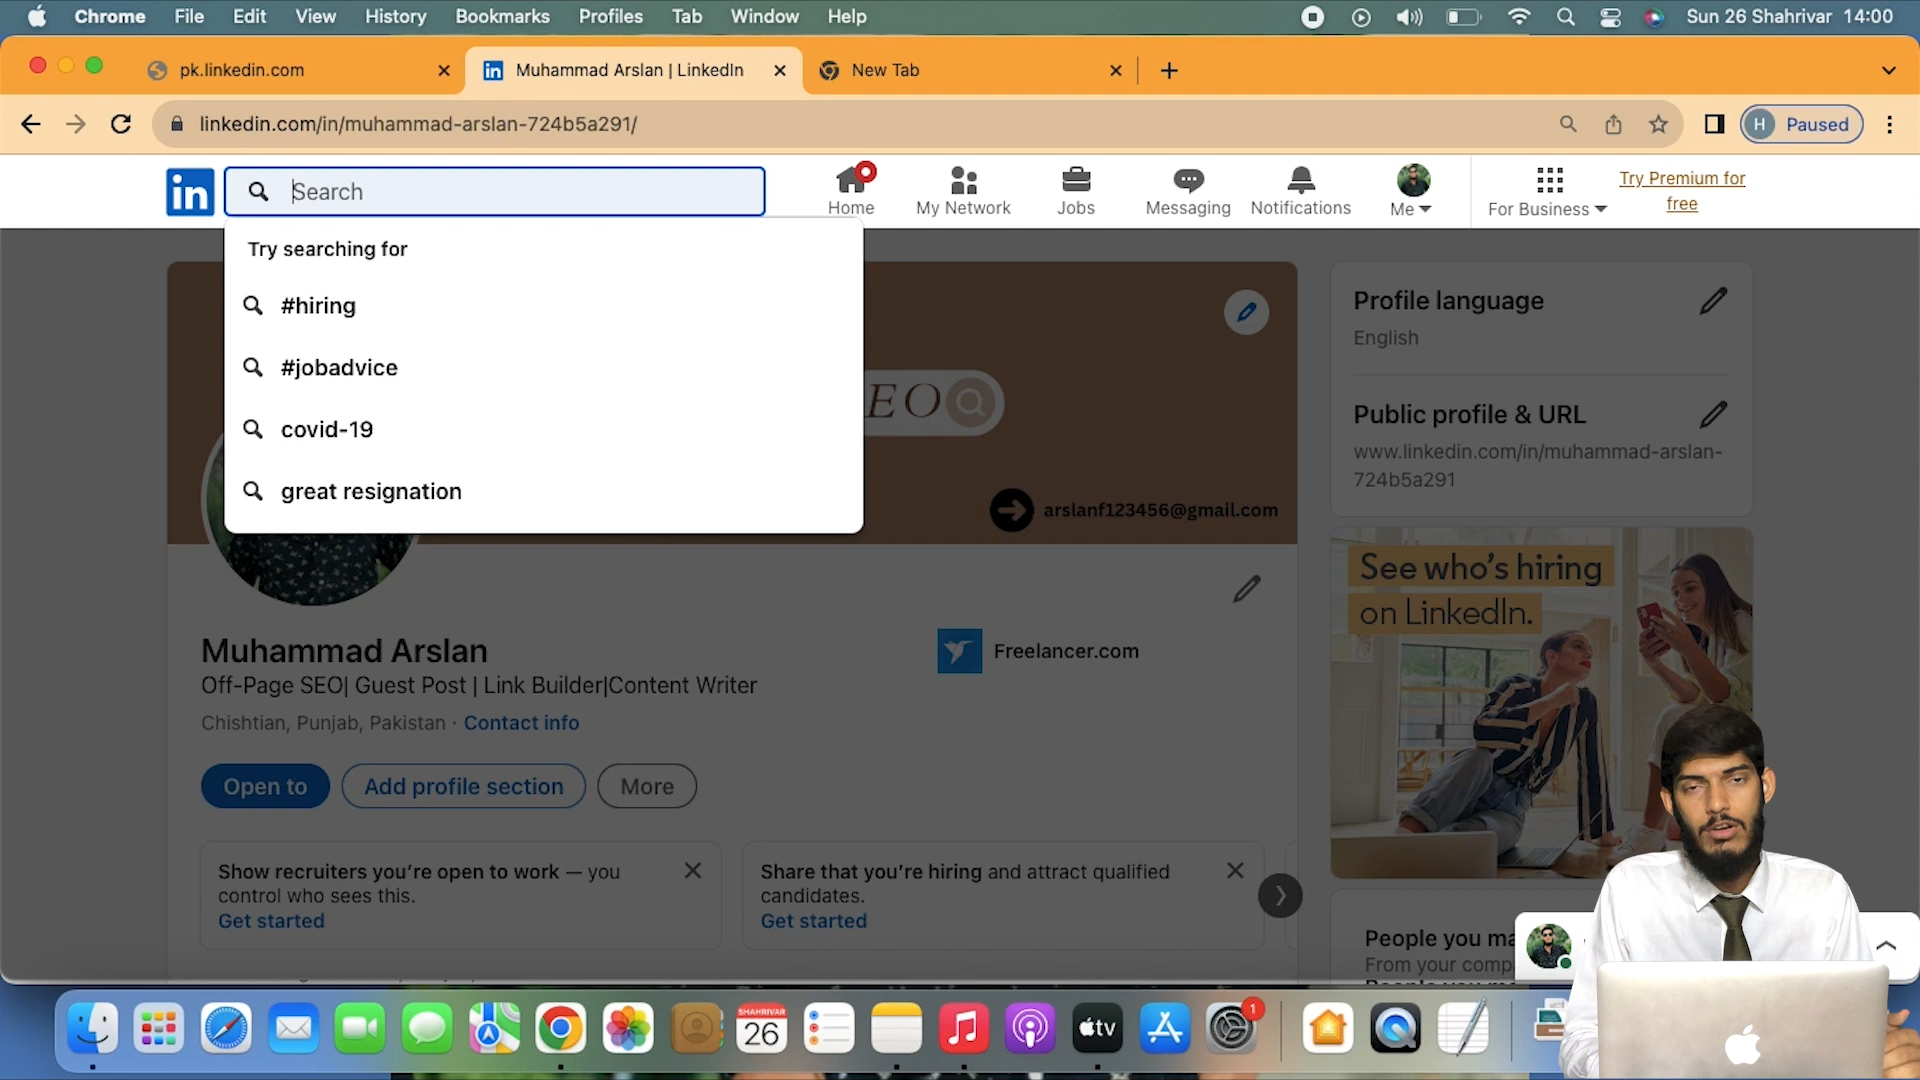 Chrome File Edit View History Bookmarks Profiles Tab Window Help Sun 26 Shahrivar 14:00
pk.linkedin.com
Muhammad Arslan | LinkedIn
New Tab
linkedin.com/in/muhammad-arslan-724b5a291/
H Paused
in
Search
Home
My Network
Jobs
Messaging
Notifications
Me
For Business
Try Premium for
free
Try searching for
#hiring
#jobadvice
covid-19
great resignation
EO
arslanf123456@gmail.com
Muhammad Arslan
Off-Page SEO| Guest Post | Link Builder|Content Writer
Chishtian, Punjab, Pakistan · Contact info
Freelancer.com
Open to
Add profile section
More
Show recruiters you're open to work — you
control who sees this.
Get started
Share that you're hiring and attract qualified
candidates.
Get started
Profile language
English
Public profile & URL
www.linkedin.com/in/muhammad-arslan-
724b5a291
See who's hiring
on LinkedIn.
People you ma
From your comp
SHAHRIVAR
26
tv
1